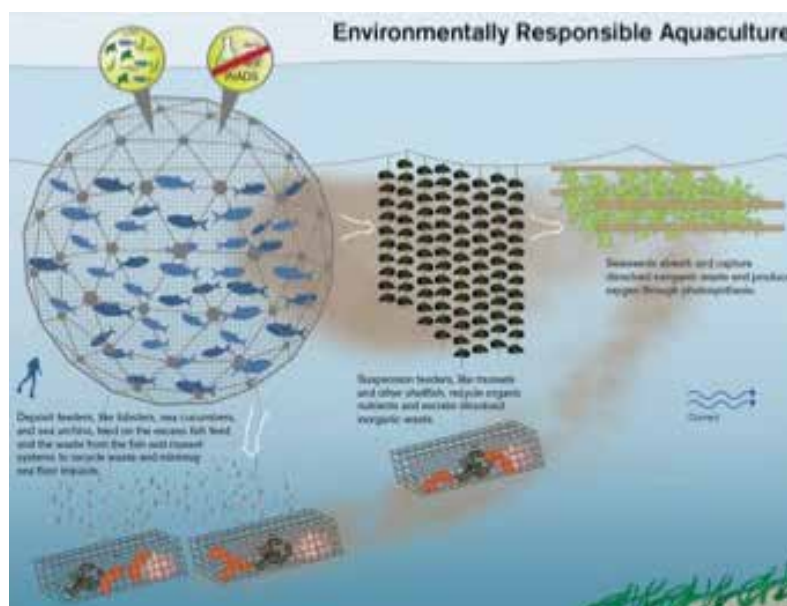 Environmentally Responsible Aquaculture
Seaweeds absorb and capture
dissolved inorganic waste and produce
oxygen through photosynthesis.
Suspension feeders, like mussels
and other shellfish, recycle organic
nutrients and excrete dissolved
inorganic waste.
Current
Deposit feeders, like lobsters, sea cucumbers,
and sea urchins, feed on the excess fish feed
and the waste from the fish and mussel
systems to recycle waste and minimize
sea floor impacts.